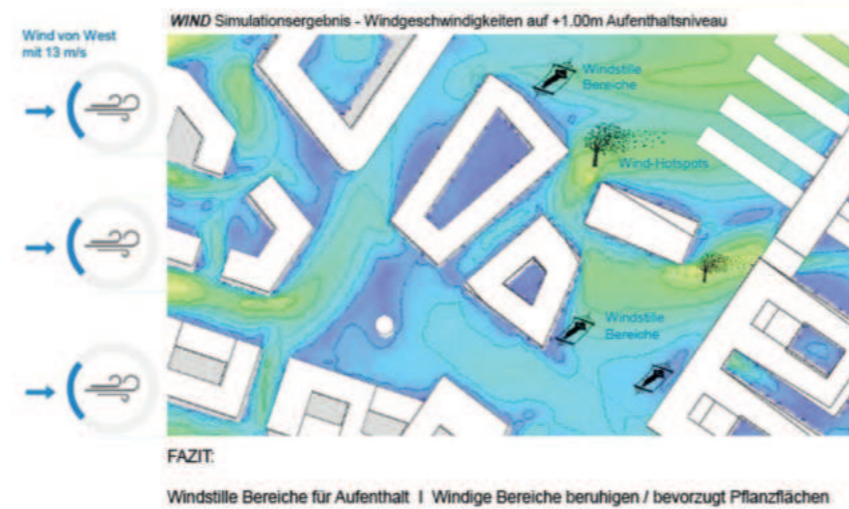 WIND Simulationsergebnis - Windgeschwindigkeiten auf +1.00m Aufenthaltsniveau
Wind von West
mit 13 m/s
Windstille
Bereiche
Wind-Hotspots
Windstille
Bereiche
FAZIT:
Windstille Bereiche für Aufenthalt I Windige Bereiche beruhigen / bevorzugt Pflanzflächen